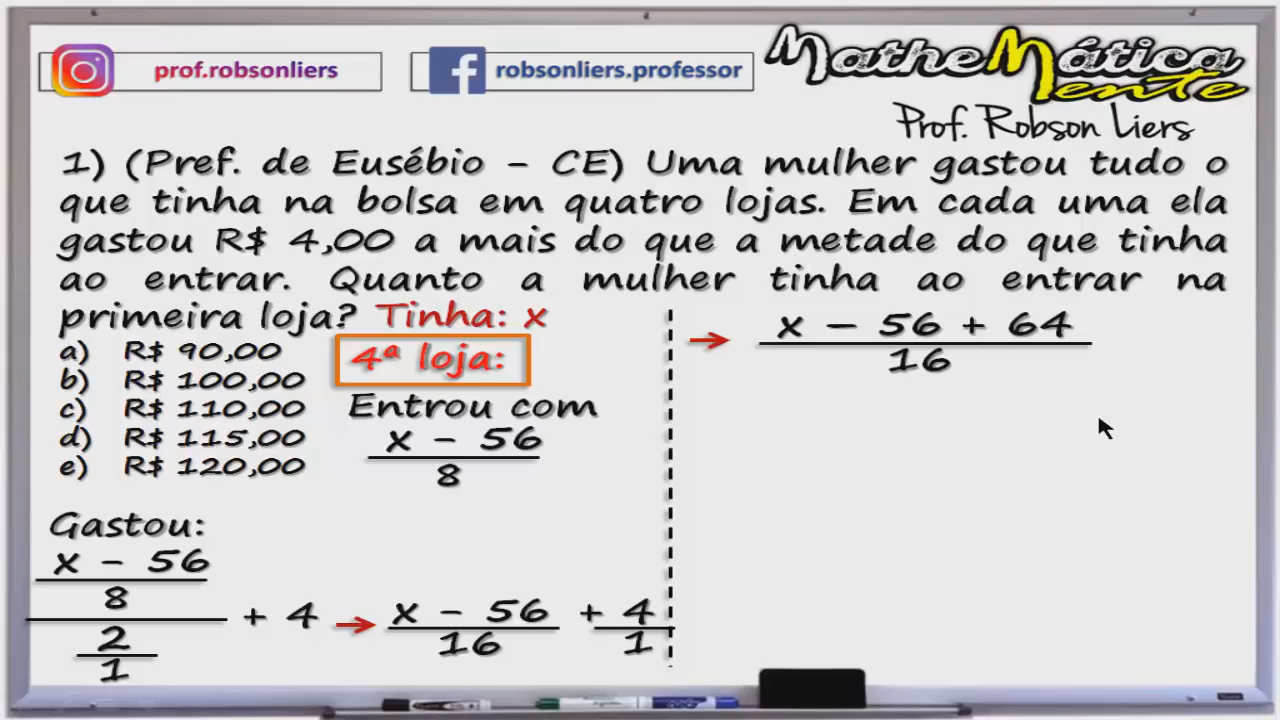 prof.robsonliers
robsonliers.professor
MatheMática
Mente
Prof. Robson Liers
1) (Pref. de Eusébio - CE) Uma mulher gastou tudo o
que tinha na bolsa em quatro lojas. Em cada uma ela
gastou R$ 4,00 a mais do que a metade do que tinha
ao entrar. Quanto a mulher tinha ao entrar na
primeira loja? Tinha: x
a) R$ 90,00
b) R$ 100,00
c) R$ 110,00
d) R$ 115,00
e) R$ 120,00
4ª loja:
Entrou com
x - 56
8
Gastou:
x - 56
8
2
1
+ 4 → x - 56 + 4
16 1
→ x - 56 + 64
16